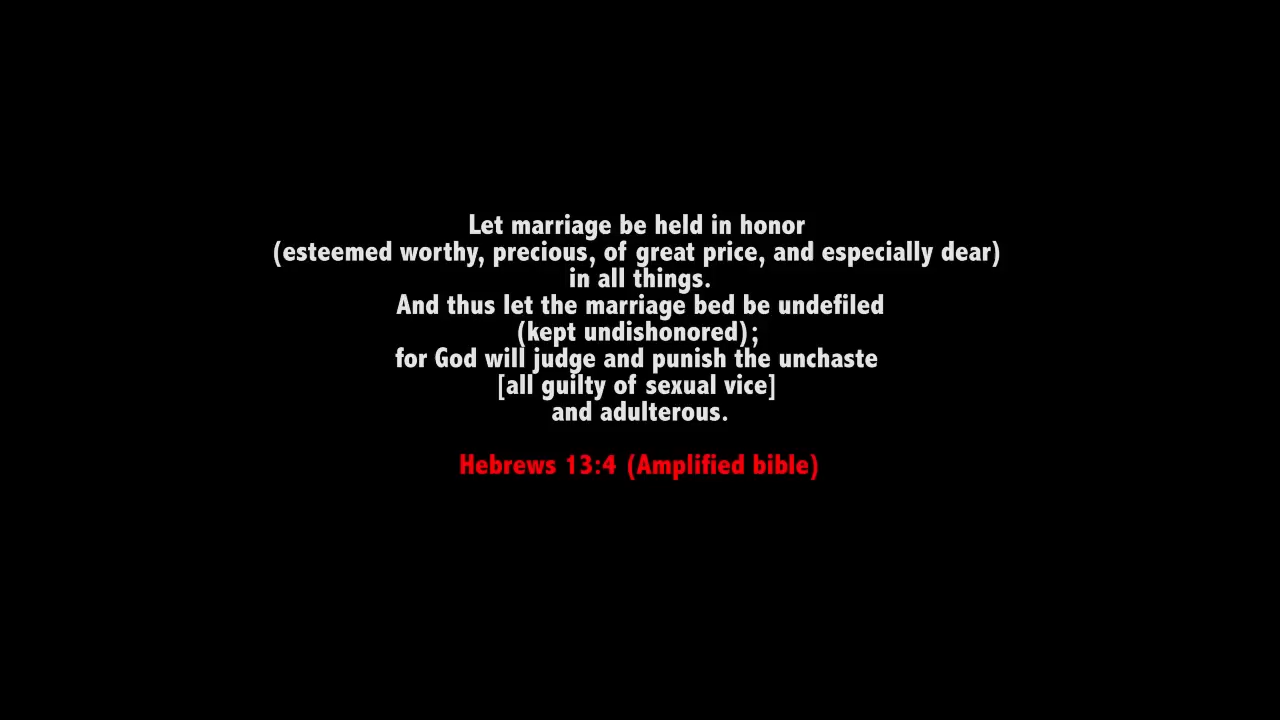 Let marriage be held in honor
(esteemed worthy, precious, of great price, and especially dear)
in all things.
And thus let the marriage bed be undefiled
(kept undishonored);
for God will judge and punish the unchaste
[all guilty of sexual vice]
and adulterous.
Hebrews 13:4 (Amplified bible)